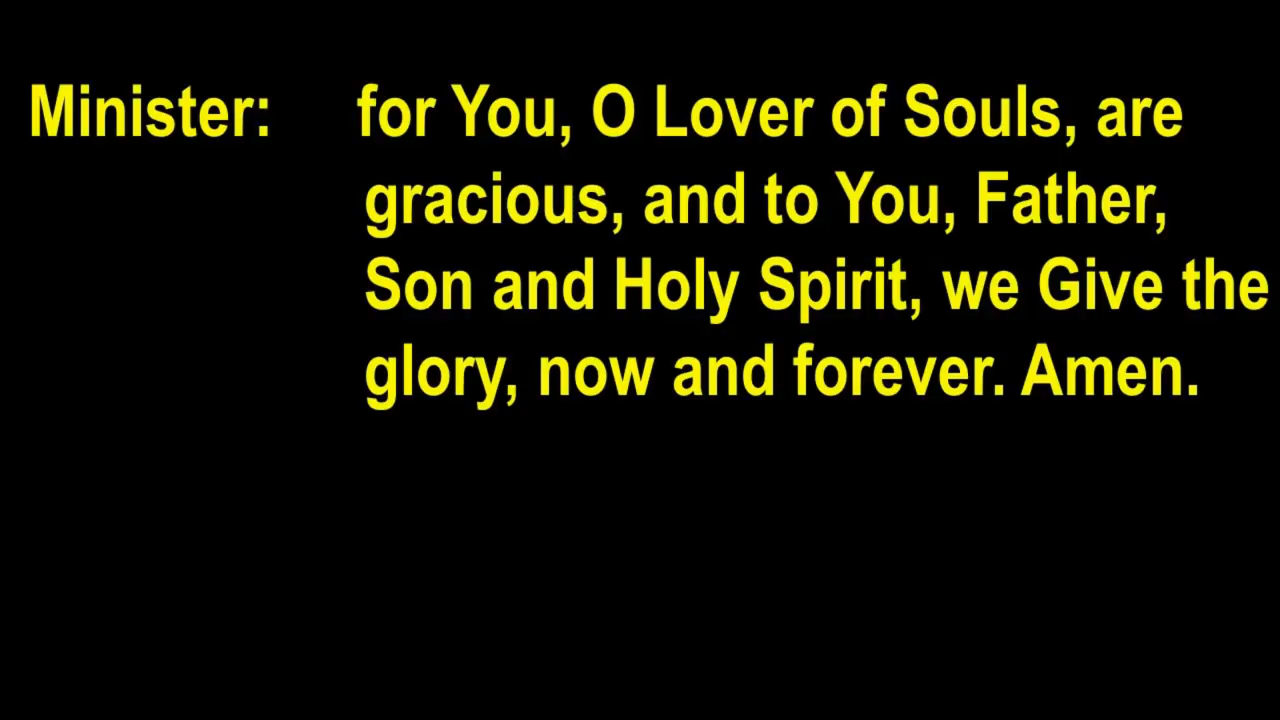 Minister: for You, O Lover of Souls, are
gracious, and to You, Father,
Son and Holy Spirit, we Give the
glory, now and forever. Amen.